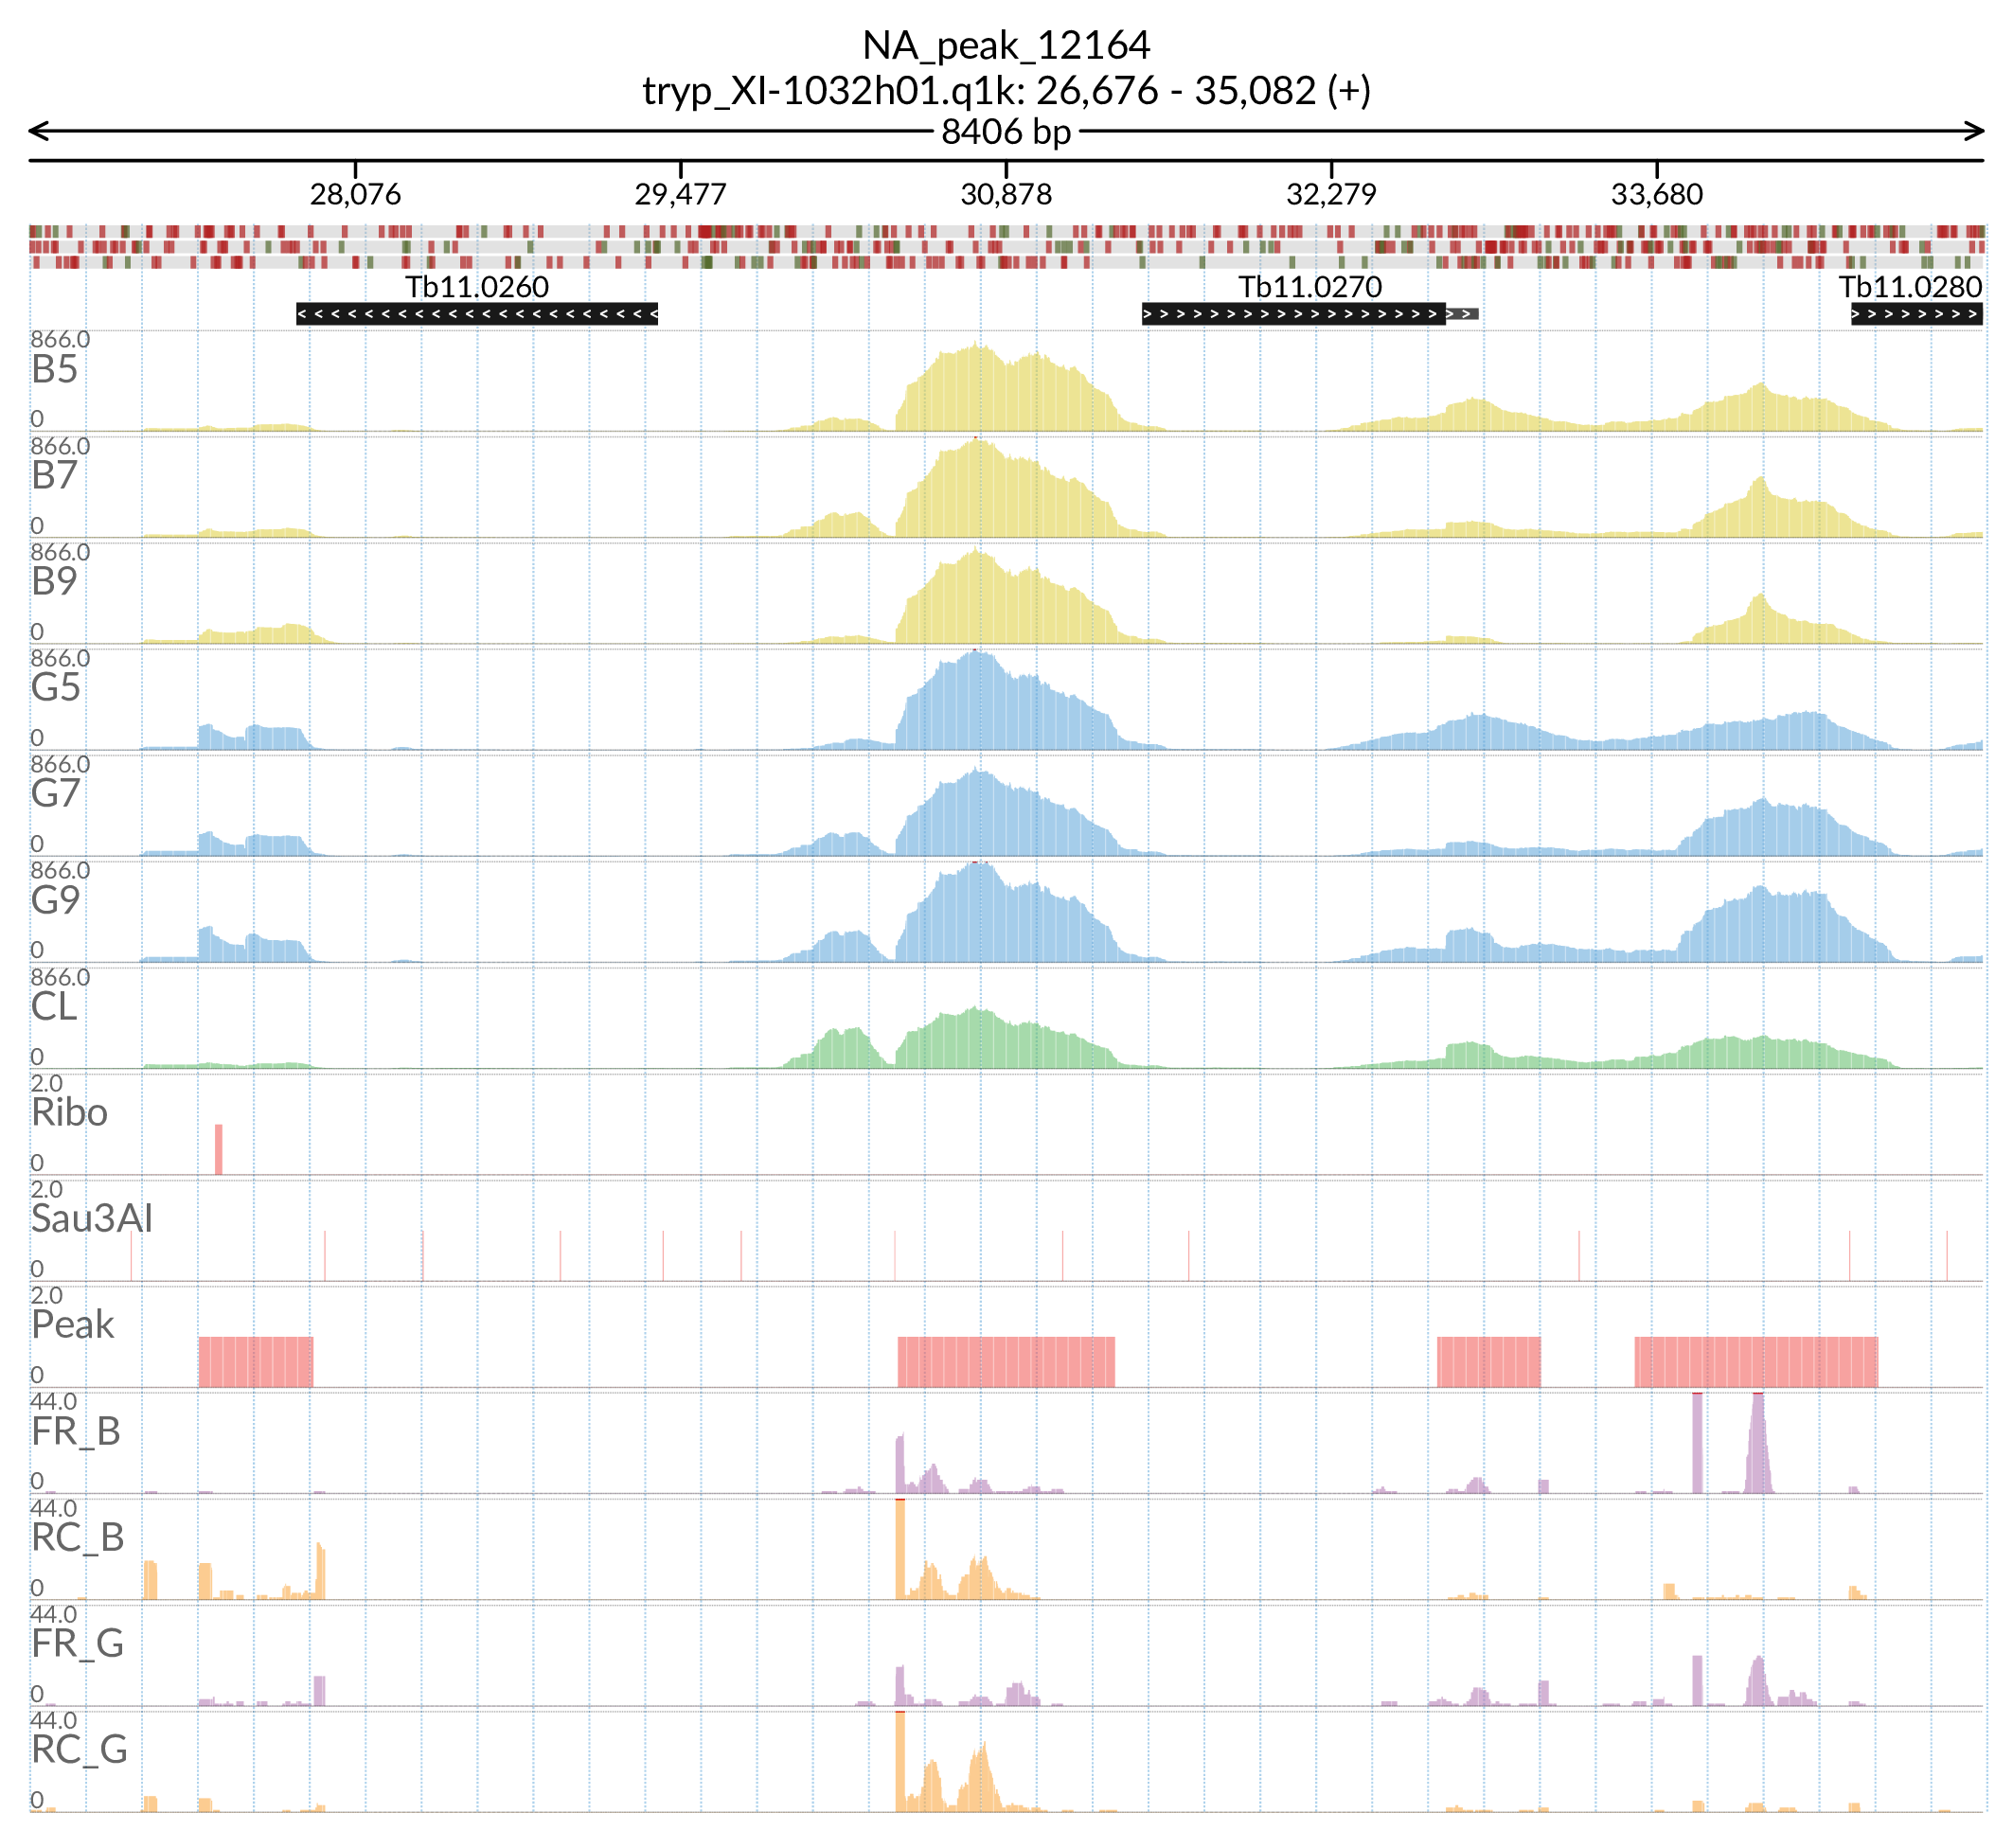 NA_peak_12164
tryp_XI-1032h01.q1k: 26,676 - 35,082 (+)
8406 bp
28,076 29,477 30,878 32,279 33,680
Tb11.0260 Tb11.0270 Tb11.0280
866.0
B5
0
866.0
B7
0
866.0
B9
0
866.0
G5
0
866.0
G7
0
866.0
G9
0
866.0
CL
0
2.0
Ribo
0
2.0
Sau3AI
0
2.0
Peak
0
44.0
FR_B
0
44.0
RC_B
0
44.0
FR_G
0
44.0
RC_G
0